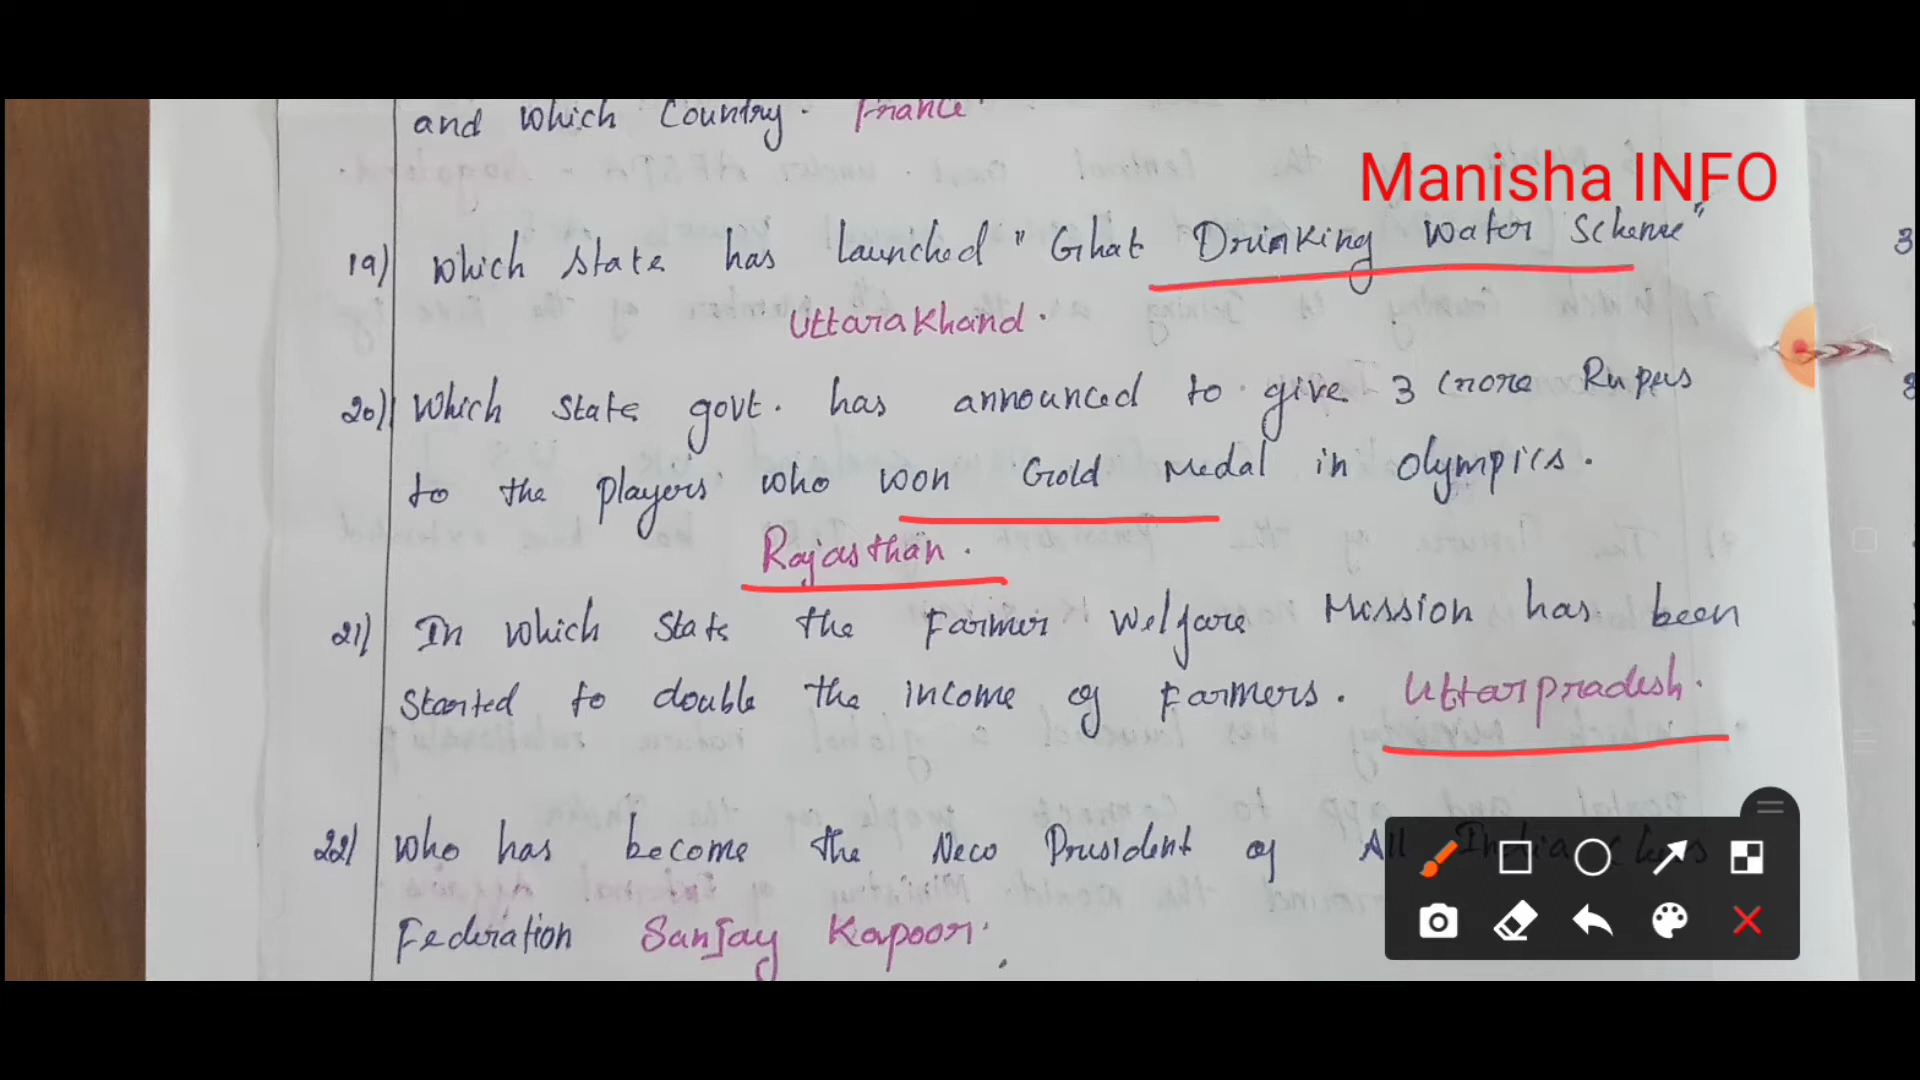 and which Country. France.
Manisha INFO
19) Which State has launched "Ghat Drinking Water Scheme"
Uttarakhand.
20) Which State govt. has announced to give 3 Crore Rupees
to the players who won Gold Medal in Olympics.
Rajasthan.
21) In which State the Farmer Welfare Mission has been
Started to double the income of Farmers. Uttarpradesh.
22) Who has become the New President of All India
Federation Sanjay Kapoor.
3